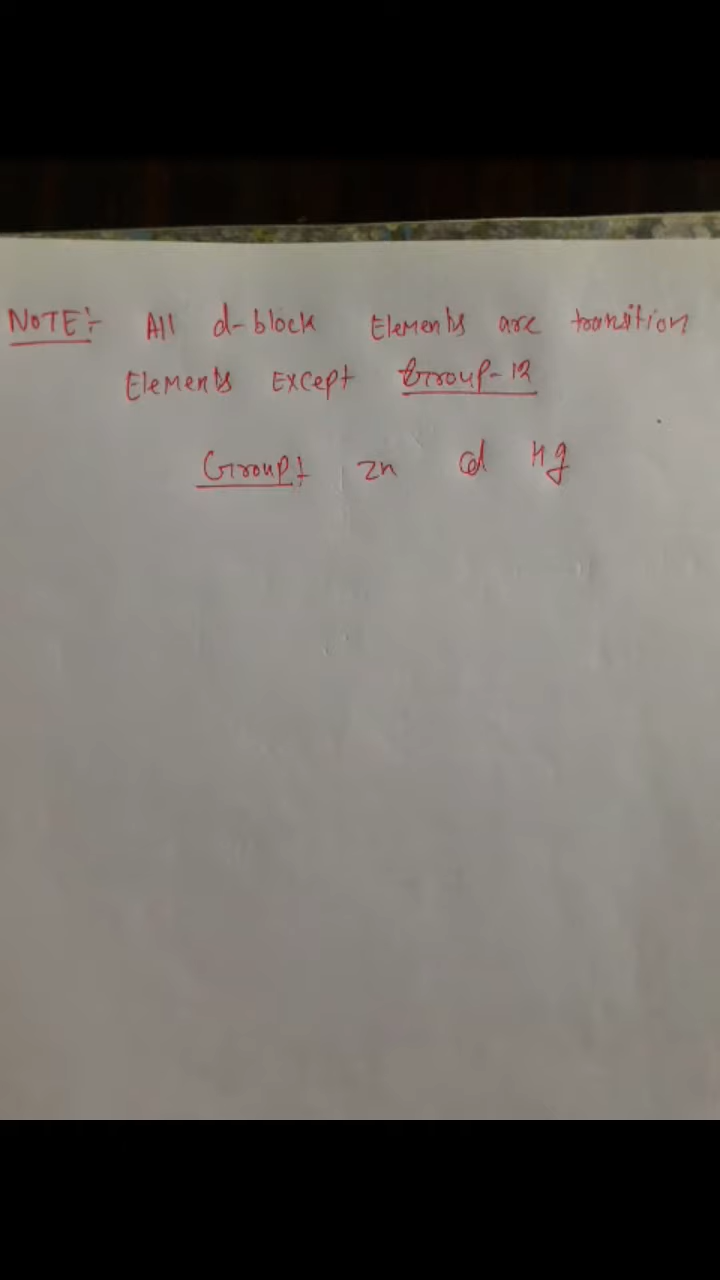 NOTE:- All d-block Elements are transition
Elements Except Group-12
Group: Zn Cd Hg